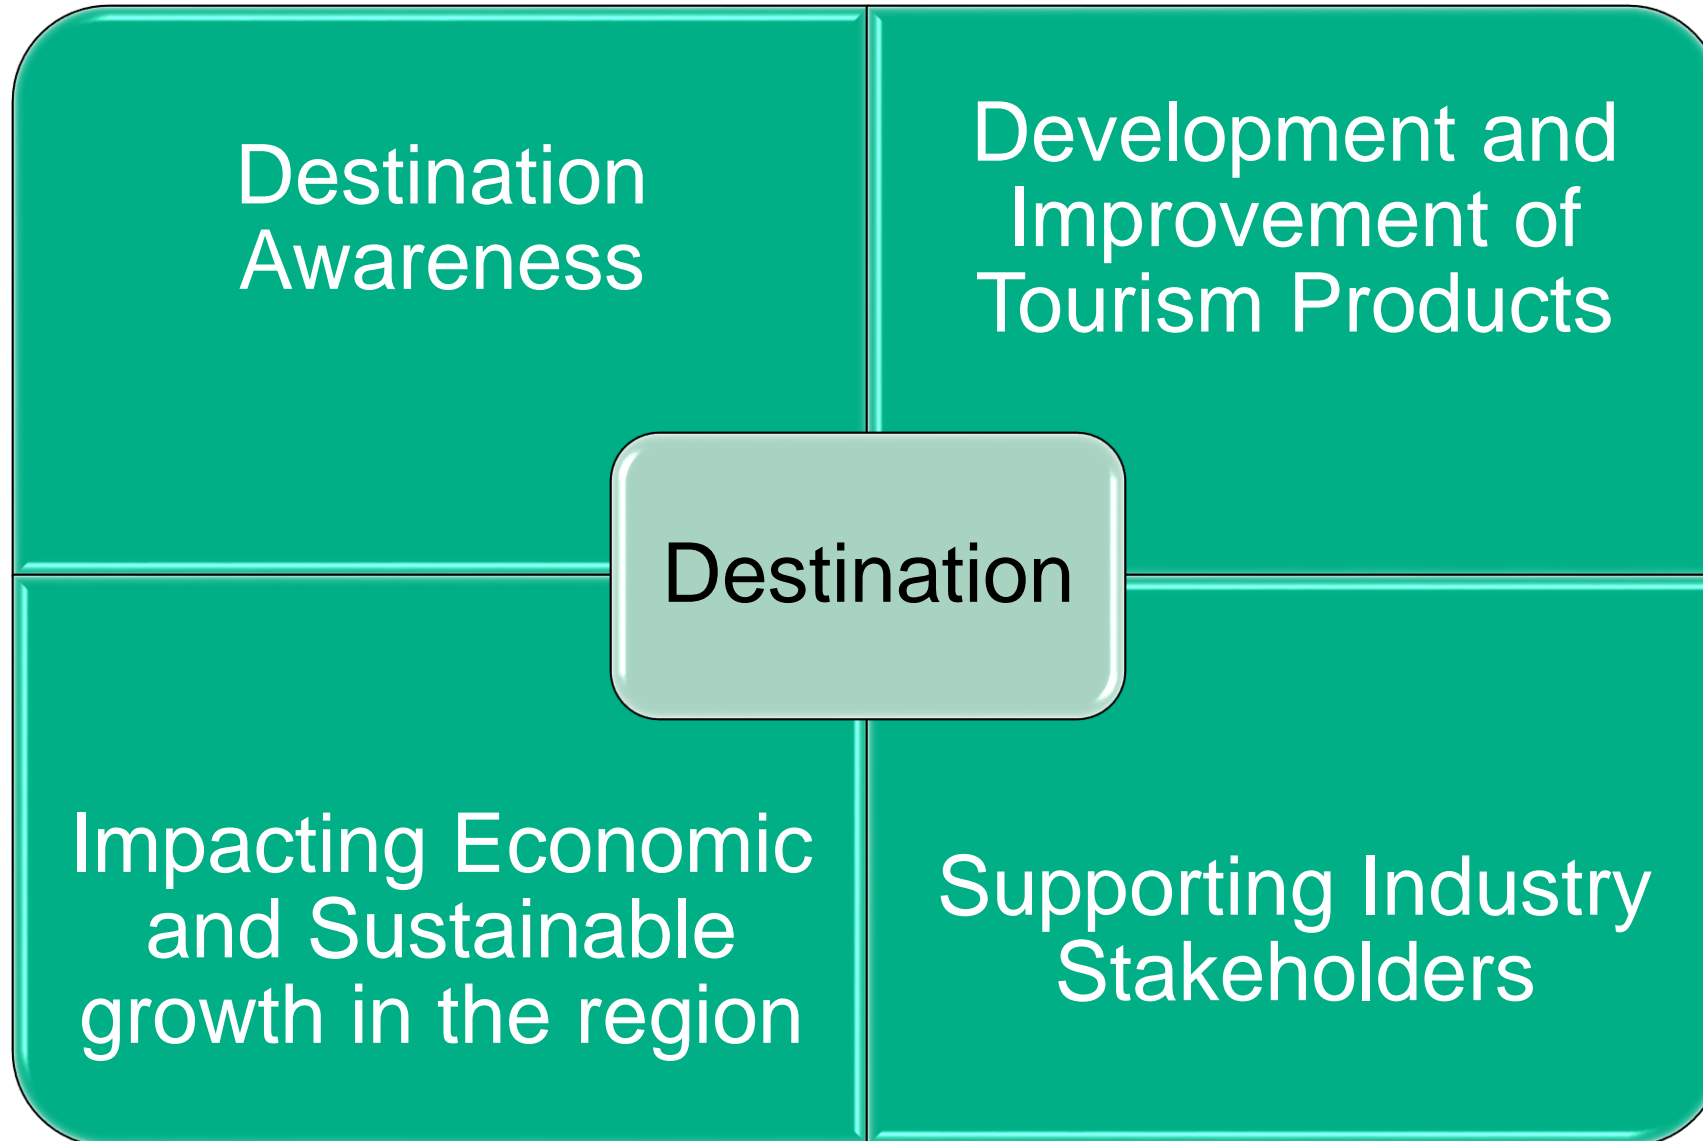 Destination
Awareness
Development and
Improvement of
Tourism Products
Destination
Impacting Economic
and Sustainable
growth in the region
Supporting Industry
Stakeholders